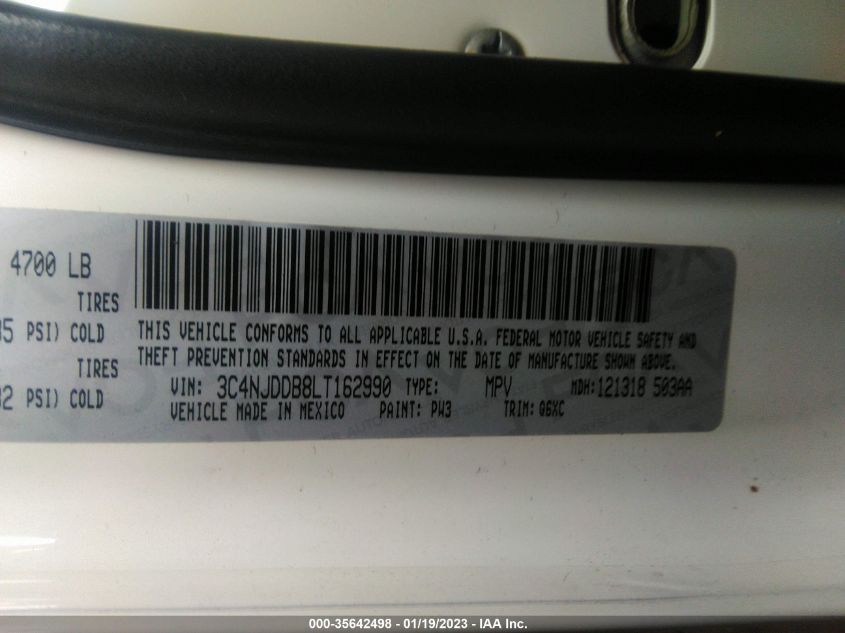 4700 LB
TIRES
35 PSI) COLD
TIRES
32 PSI) COLD
THIS VEHICLE CONFORMS TO ALL APPLICABLE U.S.A. FEDERAL MOTOR VEHICLE SAFETY AND
THEFT PREVENTION STANDARDS IN EFFECT ON THE DATE OF MANUFACTURE SHOWN ABOVE.
VIN: 3C4NJDDB8LT162990 TYPE: MPV MDH:121318 503AA
VEHICLE MADE IN MEXICO PAINT: PW3 TRIM: Q6XC
000-35642498 - 01/19/2023 - IAA Inc.